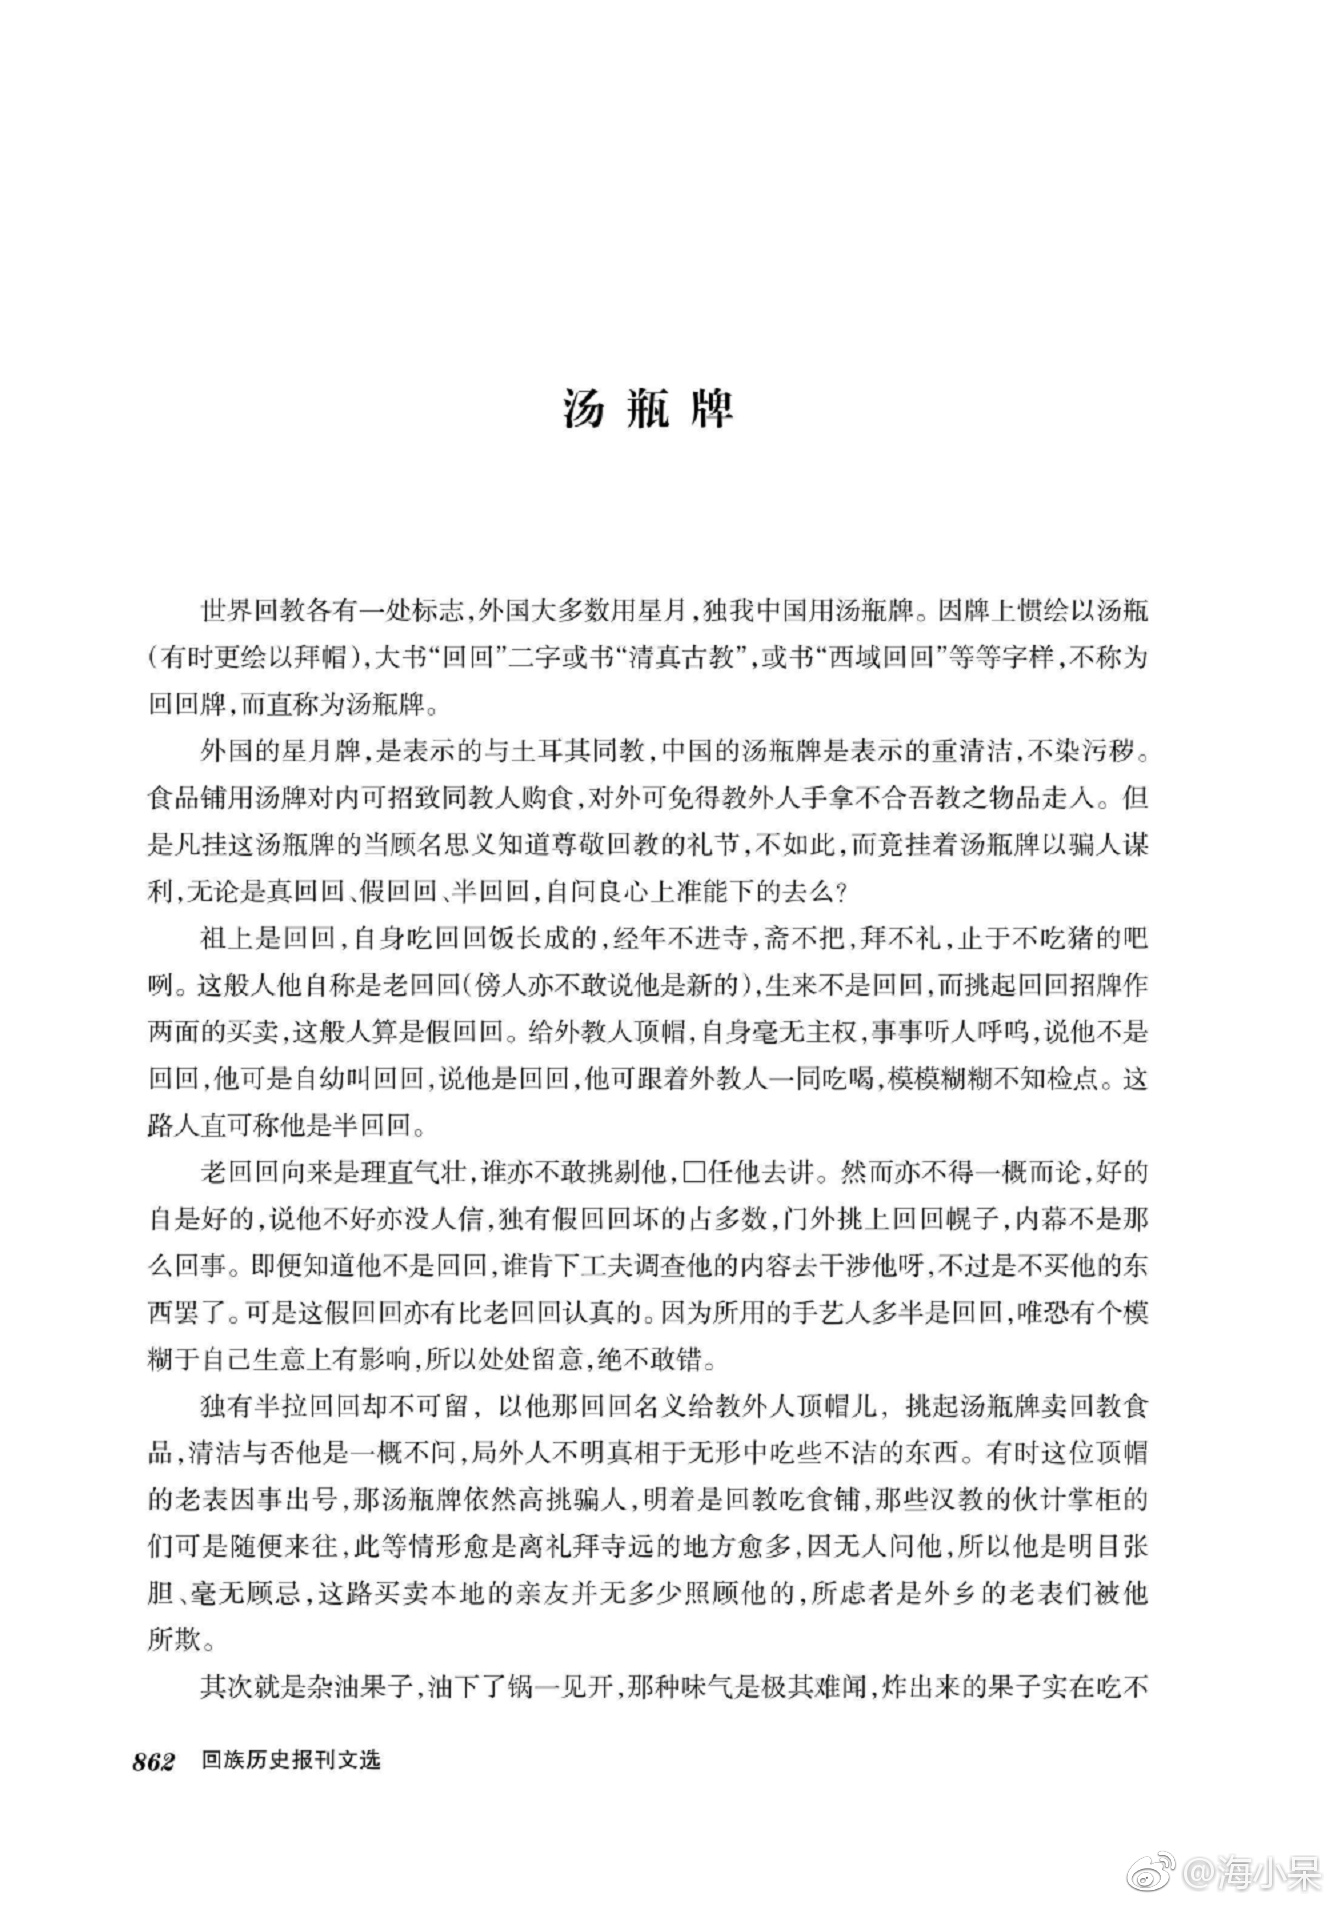 汤瓶牌
世界回教各有一处标志,外国大多数用星月,独我中国用汤瓶牌。因牌上惯绘以汤瓶
(有时更绘以拜帽),大书“回回”二字或书“清真古教”,或书“西域回回”等等字样,不称为
回回牌,而直称为汤瓶牌。
外国的星月牌,是表示的与土耳其同教,中国的汤瓶牌是表示的重清洁,不染污秽。
食品铺用汤牌对内可招致同教人购食,对外可免得教外人手拿不合吾教之物品走入。但
是凡挂这汤瓶牌的当顾名思义知道尊敬回教的礼节,不如此,而竟挂着汤瓶牌以骗人谋
利,无论是真回回、假回回、半回回,自问良心上准能下的去么?
祖上是回回,自身吃回回饭长成的,经年不进寺,斋不把,拜不礼,止于不吃猪的吧
咧。这般人他自称是老回回(傍人亦不敢说他是新的),生来不是回回,而挑起回回招牌作
两面的买卖,这般人算是假回回。给外教人顶帽,自身毫无主权,事事听人呼呜,说他不是
回回,他可是自幼叫回回,说他是回回,他可跟着外教人一同吃喝,模模糊糊不知检点。这
路人直可称他是半回回。
老回回向来是理直气壮,谁亦不敢挑剔他,□任他去讲。然而亦不得一概而论,好的
自是好的,说他不好亦没人信,独有假回回坏的占多数,门外挑上回回幌子,内幕不是那
么回事。即便知道他不是回回,谁肯下工夫调查他的内容去干涉他呀,不过是不买他的东
西罢了。可是这假回回亦有比老回回认真的。因为所用的手艺人多半是回回,唯恐有个模
糊于自己生意上有影响,所以处处留意,绝不敢错。
独有半拉回回却不可留，以他那回回名义给教外人顶帽儿，挑起汤瓶牌卖回教食
品,清洁与否他是一概不问,局外人不明真相于无形中吃些不洁的东西。有时这位顶帽
的老表因事出号,那汤瓶牌依然高挑骗人,明着是回教吃食铺,那些汉教的伙计掌柜的
们可是随便来往,此等情形愈是离礼拜寺远的地方愈多,因无人问他,所以他是明目张
胆、毫无顾忌,这路买卖本地的亲友并无多少照顾他的,所虑者是外乡的老表们被他
所欺。
其次就是杂油果子,油下了锅一见开,那种味气是极其难闻,炸出来的果子实在吃不
862 回族历史报刊文选
@海小呆